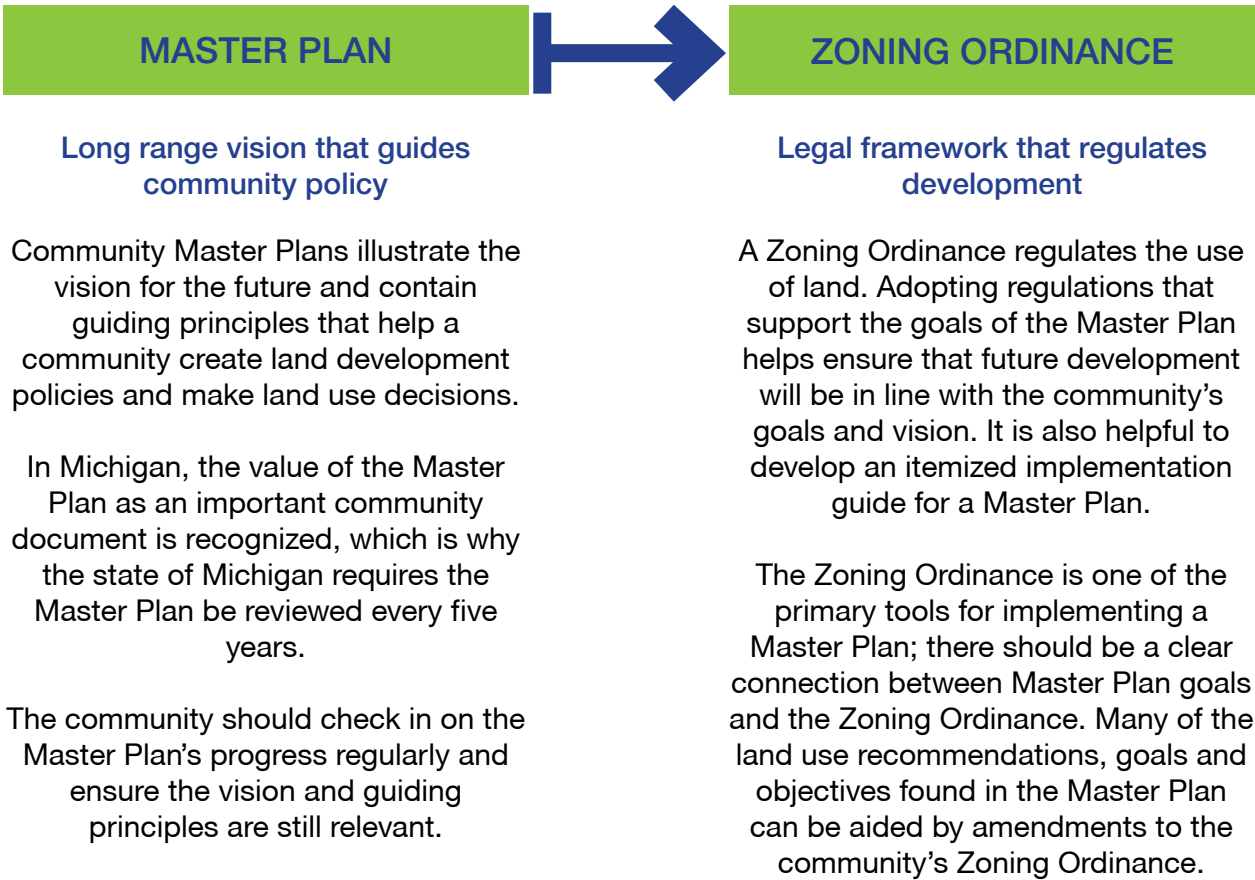 MASTER PLAN
Long range vision that guides
community policy
Community Master Plans illustrate the
vision for the future and contain
guiding principles that help a
community create land development
policies and make land use decisions.
In Michigan, the value of the Master
Plan as an important community
document is recognized, which is why
the state of Michigan requires the
Master Plan be reviewed every five
years.
The community should check in on the
Master Plan’s progress regularly and
ensure the vision and guiding
principles are still relevant.
ZONING ORDINANCE
Legal framework that regulates
development
A Zoning Ordinance regulates the use
of land. Adopting regulations that
support the goals of the Master Plan
helps ensure that future development
will be in line with the community’s
goals and vision. It is also helpful to
develop an itemized implementation
guide for a Master Plan.
The Zoning Ordinance is one of the
primary tools for implementing a
Master Plan; there should be a clear
connection between Master Plan goals
and the Zoning Ordinance. Many of the
land use recommendations, goals and
objectives found in the Master Plan
can be aided by amendments to the
community’s Zoning Ordinance.